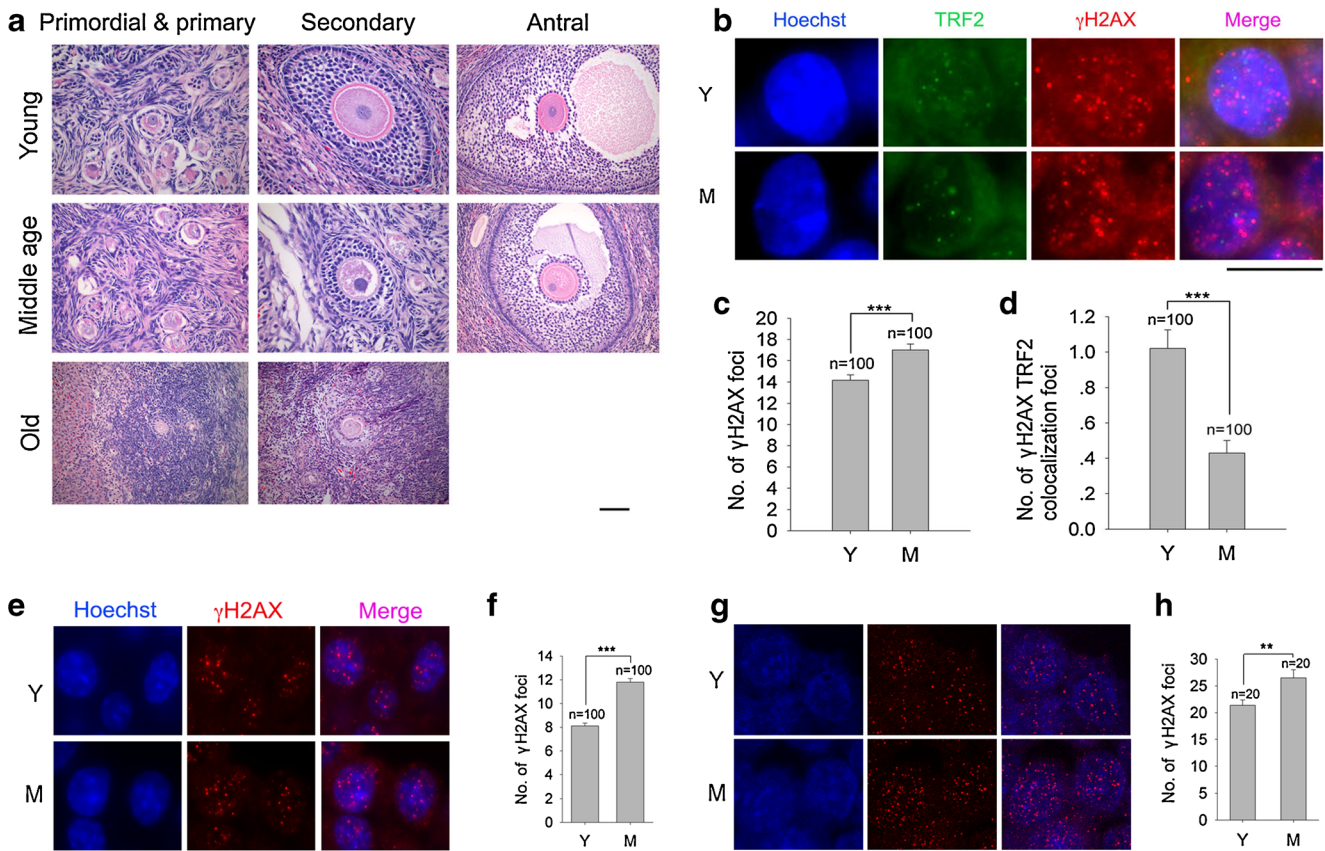 a
Primordial & primary
Secondary
Antral
Young
Middle age
Old
b
Hoechst
TRF2
γH2AX
Merge
Y
M
c
No. of γH2AX foci
20
18
16
14
12
10
8
6
4
2
0
***
n=100
n=100
Y
M
d
No. of γH2AX TRF2
colocalization foci
1.2
1.0
.8
.6
.4
.2
0.0
***
n=100
n=100
Y
M
e
Hoechst
γH2AX
Merge
Y
M
f
No. of γH2AX foci
14
12
10
8
6
4
2
0
***
n=100
n=100
Y
M
g
Y
M
h
No. of γH2AX foci
30
25
20
15
10
5
0
**
n=20
n=20
Y
M